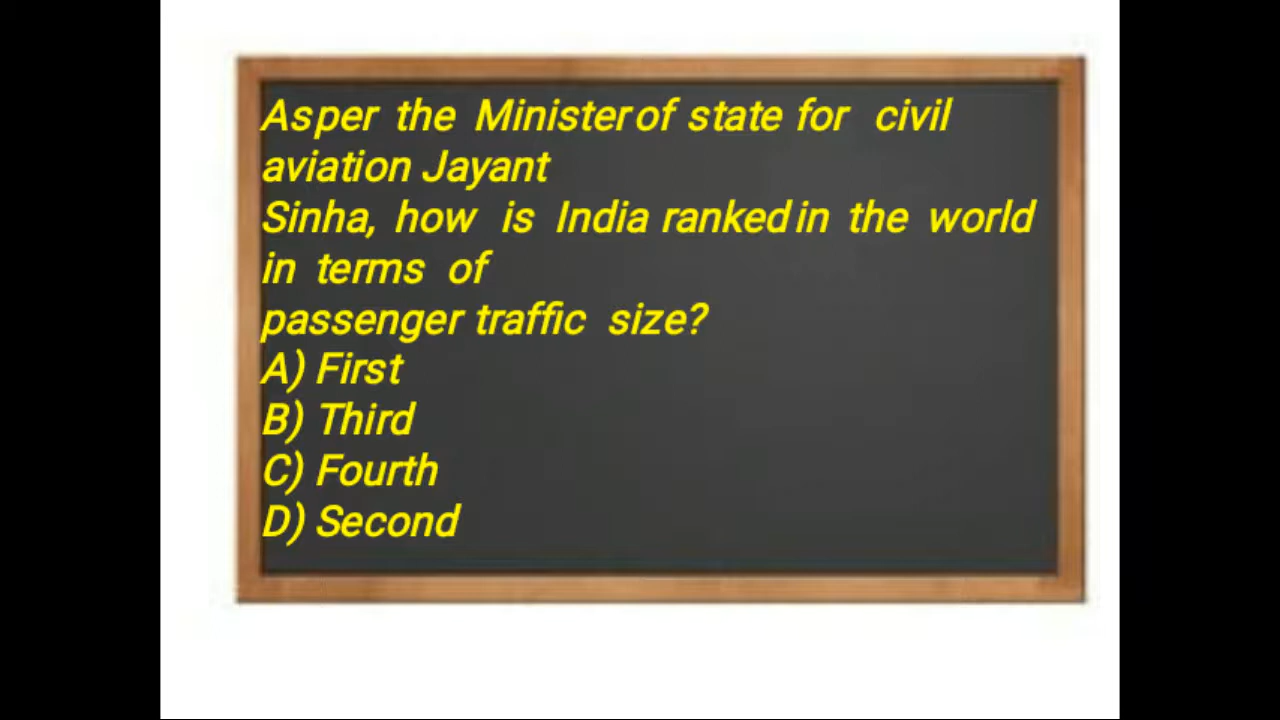 Asper the Minister of state for civil
aviation Jayant
Sinha, how is India ranked in the world
in terms of
passenger traffic size?
A) First
B) Third
C) Fourth
D) Second